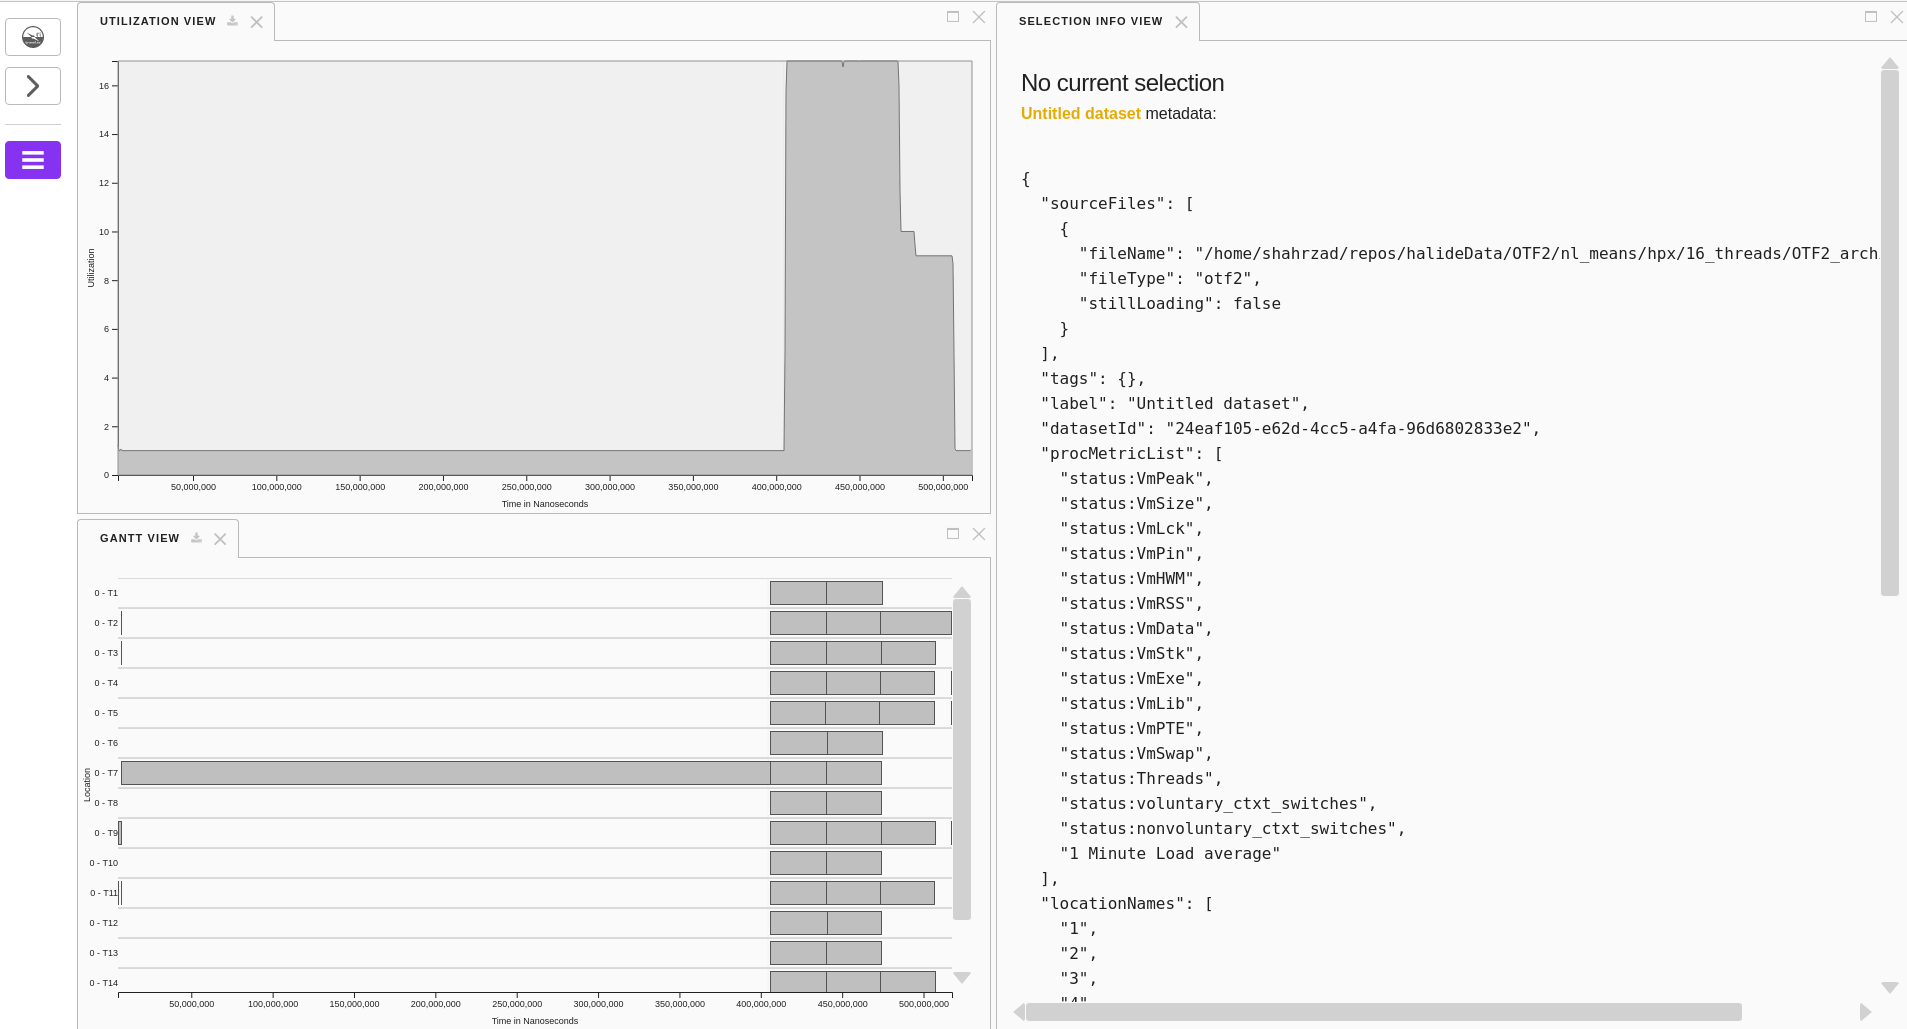 UTILIZATION VIEW
16
14
12
10
8
6
4
2
0
Utilization
50,000,000 100,000,000 150,000,000 200,000,000 250,000,000 300,000,000 350,000,000 400,000,000 450,000,000 500,000,000
Time in Nanoseconds
GANTT VIEW
0 - T1
0 - T2
0 - T3
0 - T4
0 - T5
0 - T6
0 - T7
0 - T8
0 - T9
0 - T10
0 - T11
0 - T12
0 - T13
0 - T14
Location
50,000,000 100,000,000 150,000,000 200,000,000 250,000,000 300,000,000 350,000,000 400,000,000 450,000,000 500,000,000
Time in Nanoseconds
SELECTION INFO VIEW
No current selection
Untitled dataset metadata:
{
"sourceFiles": [
{
"fileName": "/home/shahrzad/repos/halideData/OTF2/nl_means/hpx/16_threads/OTF2_arch
"fileType": "otf2",
"stillLoading": false
}
],
"tags": {},
"label": "Untitled dataset",
"datasetId": "24eaf105-e62d-4cc5-a4fa-96d6802833e2",
"procMetricList": [
"status:VmPeak",
"status:VmSize",
"status:VmLck",
"status:VmPin",
"status:VmHWM",
"status:VmRSS",
"status:VmData",
"status:VmStk",
"status:VmExe",
"status:VmLib",
"status:VmPTE",
"status:VmSwap",
"status:Threads",
"status:voluntary_ctxt_switches",
"status:nonvoluntary_ctxt_switches",
"1 Minute Load average"
],
"locationNames": [
"1",
"2",
"3",
"4"